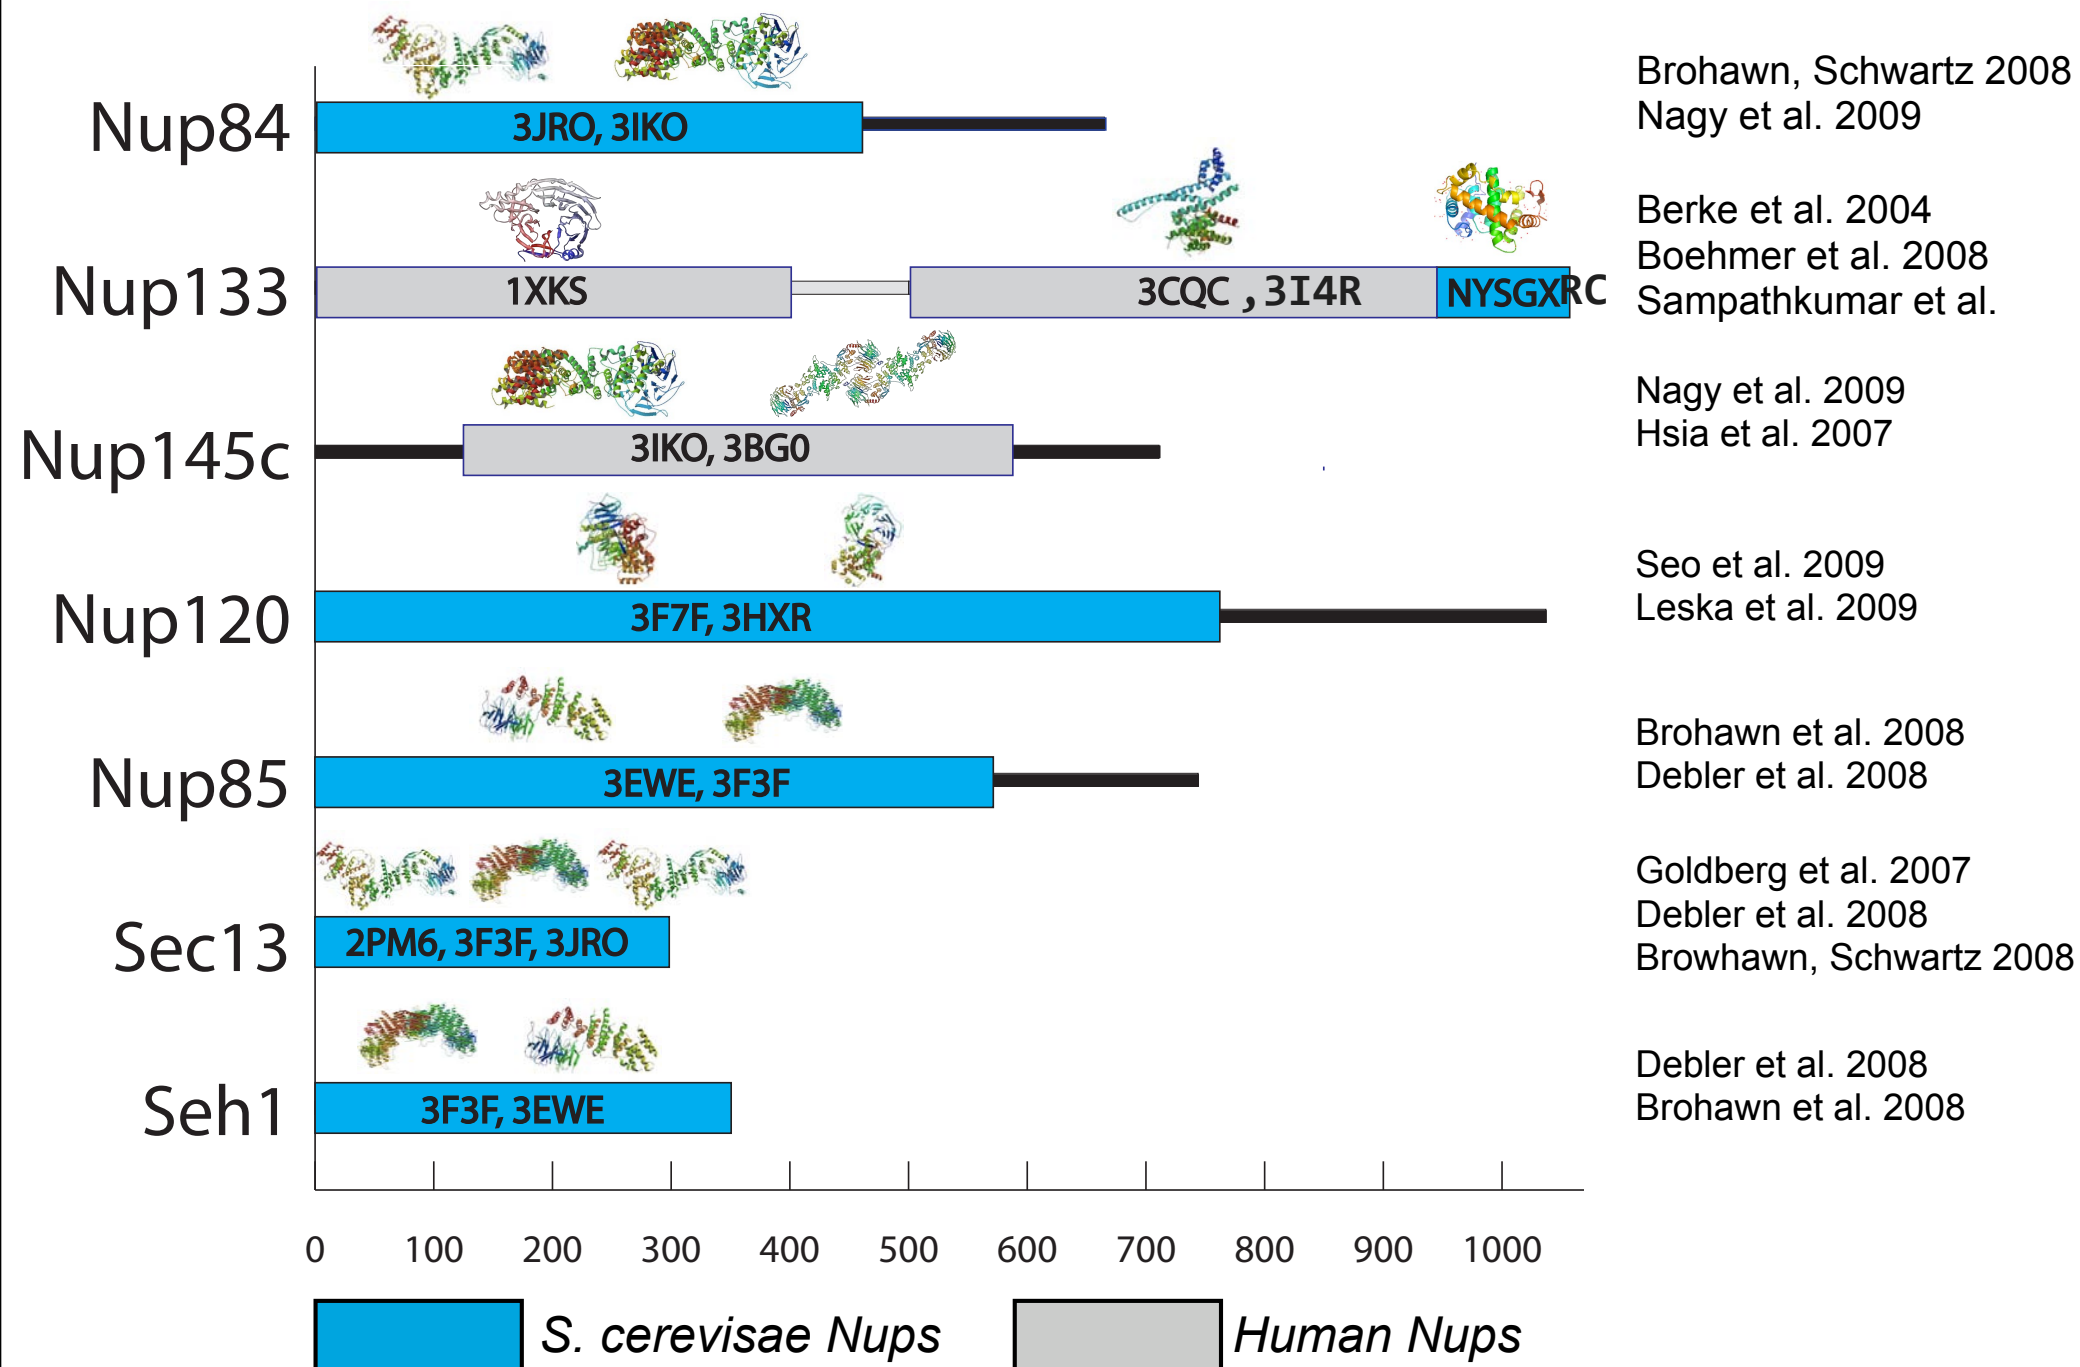 Nup84
3JRO, 3IKO
Brohawn, Schwartz 2008
Nagy et al. 2009
Nup133
1XKS
3CQC ,3I4R
NYSGXRC
Berke et al. 2004
Boehmer et al. 2008
Sampathkumar et al.
Nup145c
3IKO, 3BG0
Nagy et al. 2009
Hsia et al. 2007
Nup120
3F7F, 3HXR
Seo et al. 2009
Leska et al. 2009
Nup85
3EWE, 3F3F
Brohawn et al. 2008
Debler et al. 2008
Sec13
2PM6, 3F3F, 3JRO
Goldberg et al. 2007
Debler et al. 2008
Browhawn, Schwartz 2008
Seh1
3F3F, 3EWE
Debler et al. 2008
Brohawn et al. 2008
0 100 200 300 400 500 600 700 800 900 1000
S. cerevisae Nups
Human Nups